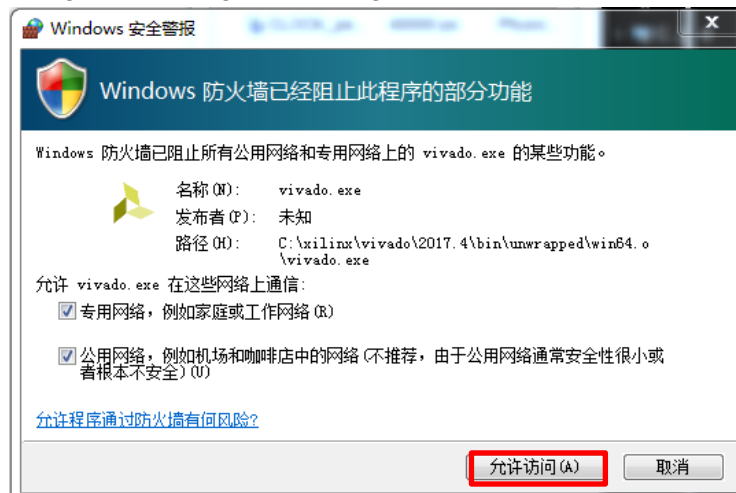 Windows 安全警报
x
Windows 防火墙已经阻止此程序的部分功能
Windows 防火墙已阻止所有公用网络和专用网络上的 vivado.exe 的某些功能。
名称(N): vivado.exe
发布者(P): 未知
路径(H): C:\xilinx\vivado\2017.4\bin\unwrapped\win64.o
\vivado.exe
允许 vivado.exe 在这些网络上通信:
专用网络，例如家庭或工作网络(R)
公用网络，例如机场和咖啡店中的网络(不推荐，由于公用网络通常安全性很小或
者根本不安全)(U)
允许程序通过防火墙有何风险?
允许访问(A)
取消